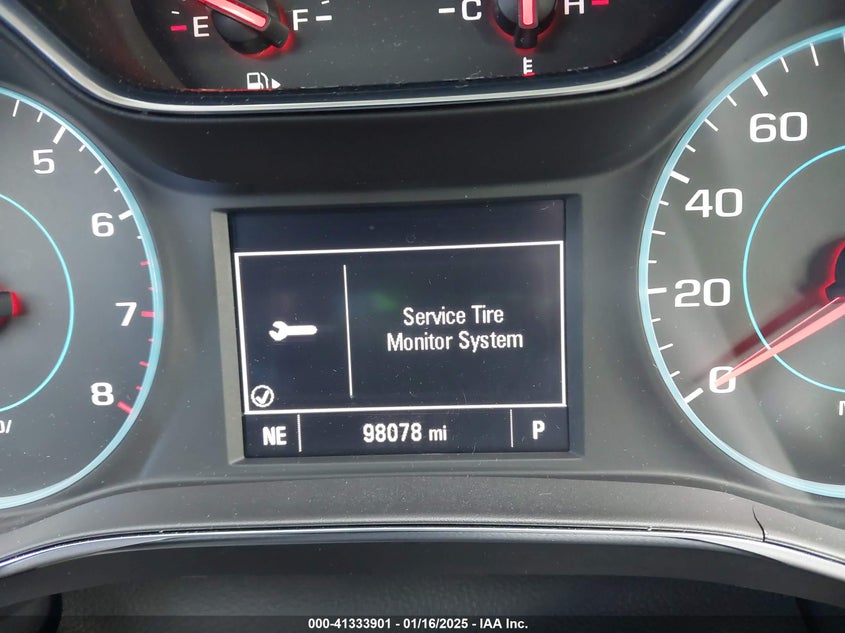 E F
C H
5
6
7
8
60
40
20
0
Service Tire
Monitor System
NE 98078 mi P
000-41333901 - 01/16/2025 - IAA Inc.